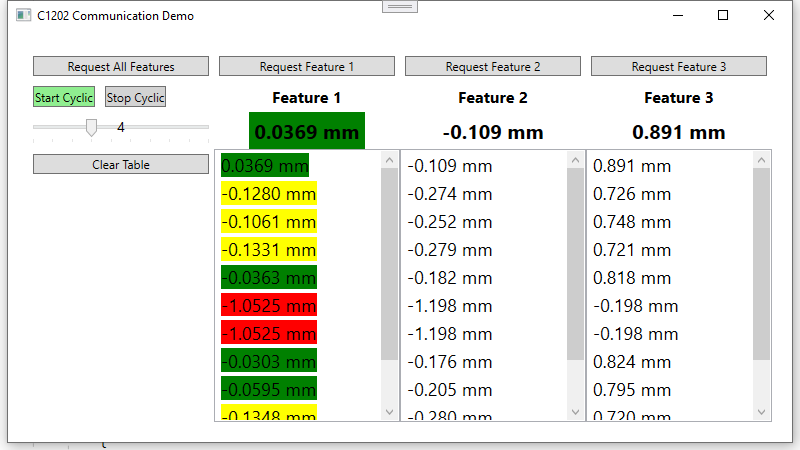 C1202 Communication Demo
Request All Features
Request Feature 1
Request Feature 2
Request Feature 3
Start Cyclic
Stop Cyclic
4
Clear Table
Feature 1
Feature 2
Feature 3
0.0369 mm
-0.109 mm
0.891 mm
0.0369 mm
-0.1280 mm
-0.1061 mm
-0.1331 mm
-0.0363 mm
-1.0525 mm
-1.0525 mm
-0.0303 mm
-0.0595 mm
-0.1348 mm
-0.109 mm
-0.274 mm
-0.252 mm
-0.279 mm
-0.182 mm
-1.198 mm
-1.198 mm
-0.176 mm
-0.205 mm
-0.280 mm
0.891 mm
0.726 mm
0.748 mm
0.721 mm
0.818 mm
-0.198 mm
-0.198 mm
0.824 mm
0.795 mm
0.720 mm